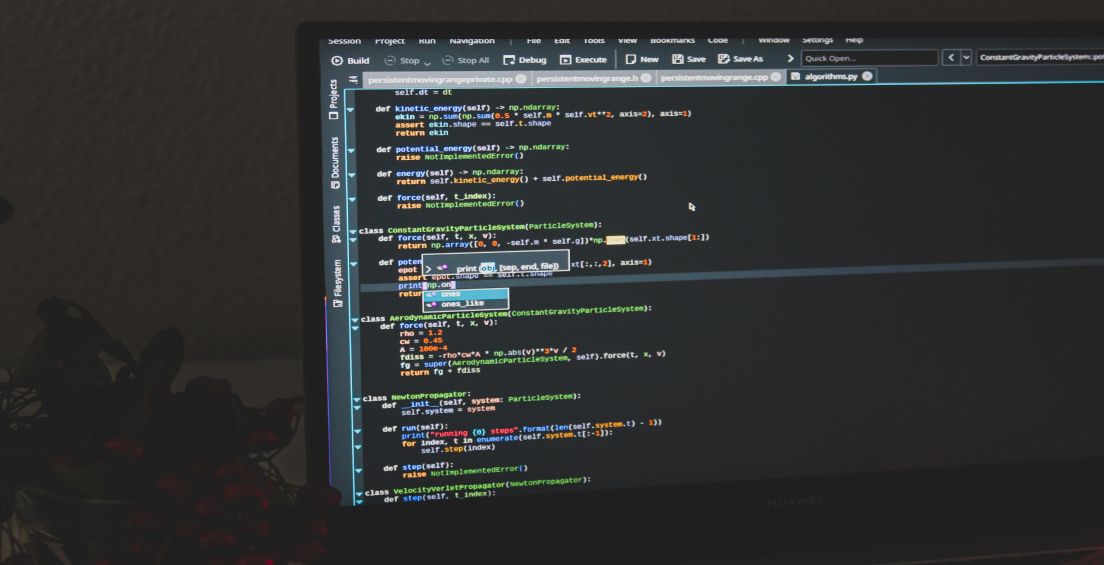 Session Project Run Navigation File Edit Tools View Bookmarks Code Window Settings Help
Build Stop Stop All Debug Execute New Save Save As Quick Open... ConstantGravityParticleSystem::po
persistentmovingrangeprivate.cpp persistentmovingrange.h persistentmovingrange.cpp algorithms.py
Projects
Documents
Classes
Filesystem
self.dt = dt
def kinetic_energy(self) -> np.ndarray:
ekin = np.sum(np.sum(0.5 * self.m * self.vt**2, axis=2), axis=1)
assert ekin.shape == self.t.shape
return ekin
def potential_energy(self) -> np.ndarray:
raise NotImplementedError()
def energy(self) -> np.ndarray:
return self.kinetic_energy() + self.potential_energy()
def force(self, t_index):
raise NotImplementedError()
class ConstantGravityParticleSystem(ParticleSystem):
def force(self, t, x, v):
return np.array([0, 0, -self.m * self.g])*np. (self.xt.shape[1:])
def poten
epot xt[:,:,2], axis=1)
print (obj, [sep, end, file])
assert epot.shape == self.t.shape
print(np.on)
retur
ones
ones_like
class AerodynamicParticleSystem(ConstantGravityParticleSystem):
def force(self, t, x, v):
rho = 1.2
cw = 0.45
A = 100e-4
fdiss = -rho*cw*A * np.abs(v)**3*v / 2
fg = super(AerodynamicParticleSystem, self).force(t, x, v)
return fg + fdiss
class NewtonPropagator:
def __init__(self, system: ParticleSystem):
self.system = system
def run(self):
print("running {0} steps".format(len(self.system.t) - 1))
for index, t in enumerate(self.system.t[:-1]):
self.step(index)
def step(self):
raise NotImplementedError()
class VelocityVerletPropagator(NewtonPropagator):
def step(self, t_index):
HUAWEI